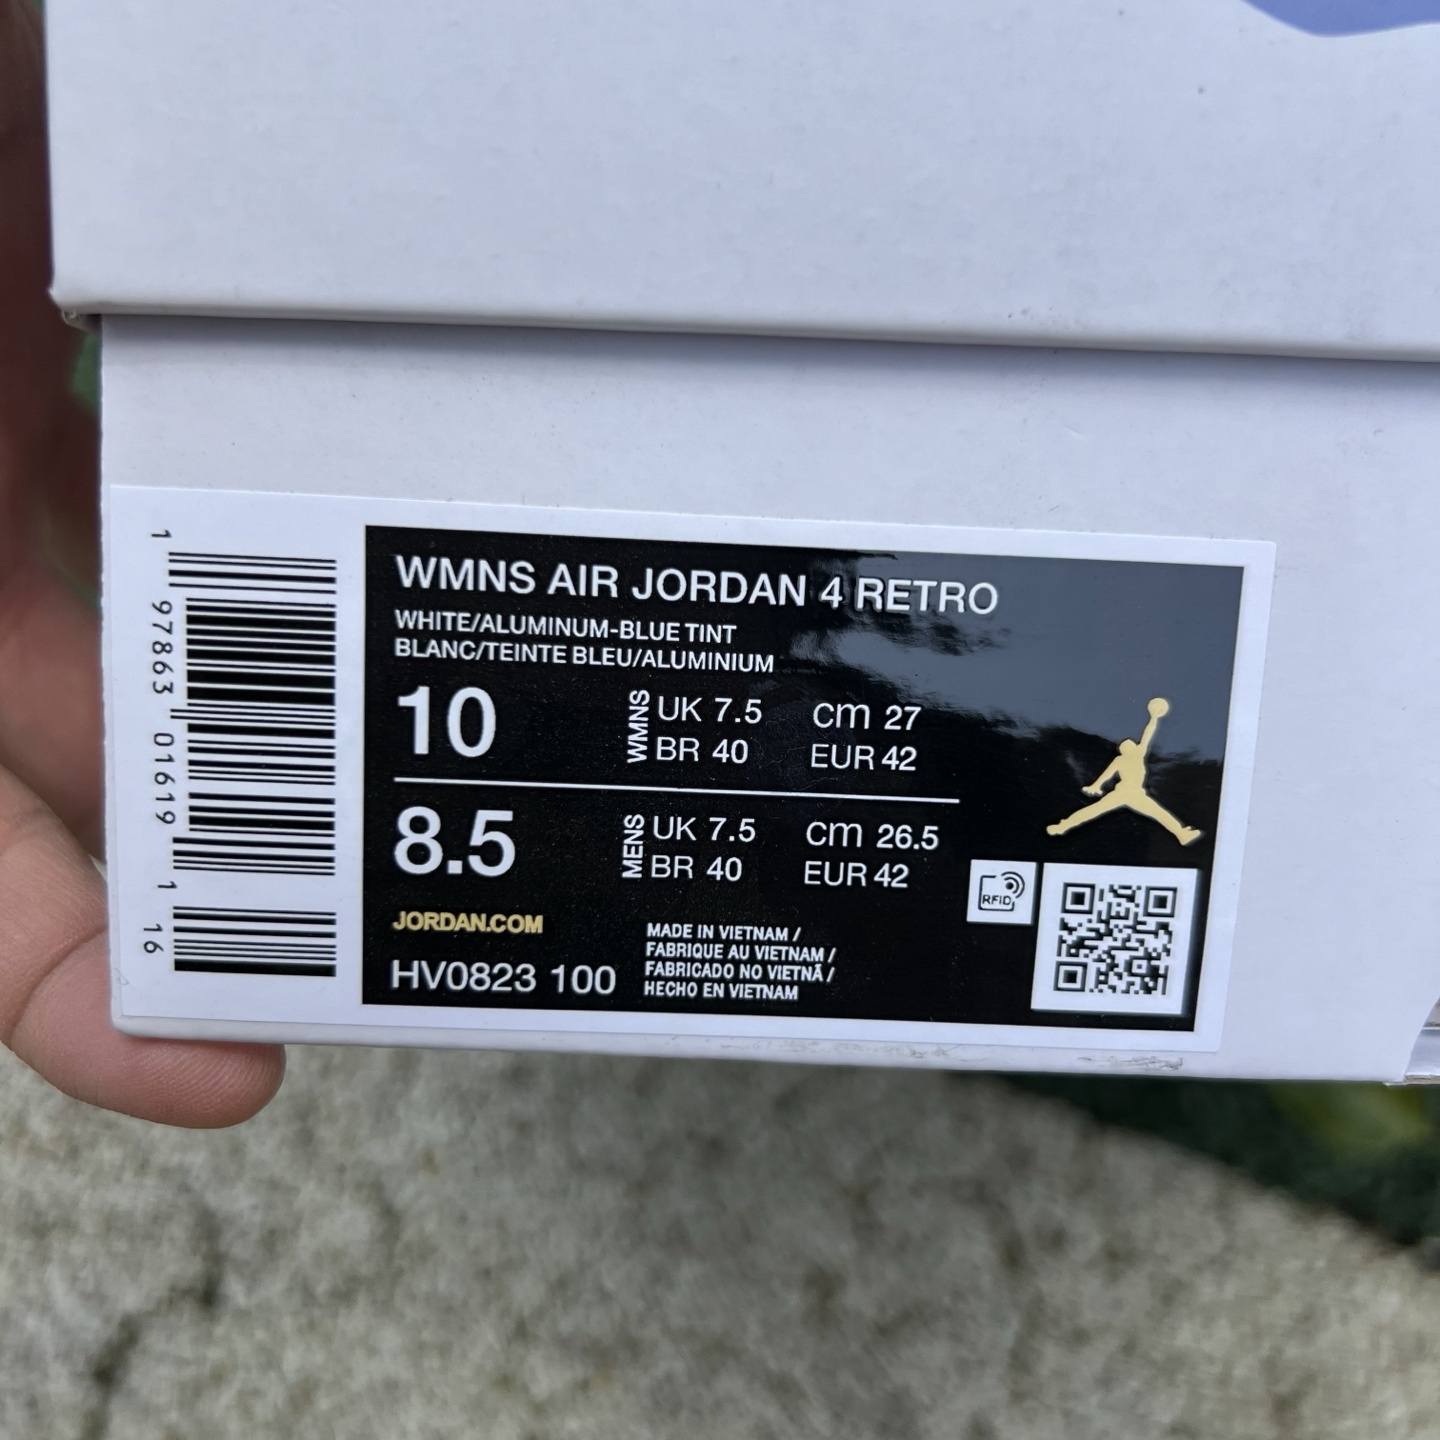 WMNS AIR JORDAN 4 RETRO
WHITE/ALUMINUM-BLUE TINT
BLANC/TEINTE BLEU/ALUMINIUM
10
WMNS
UK 7.5 cm 27
BR 40 EUR 42
8.5
MENS
UK 7.5 cm 26.5
BR 40 EUR 42
JORDAN.COM
HV0823 100
MADE IN VIETNAM /
FABRIQUE AU VIETNAM /
FABRICADO NO VIETNÃ /
HECHO EN VIETNAM
RFID
1 97863 01619 1 16